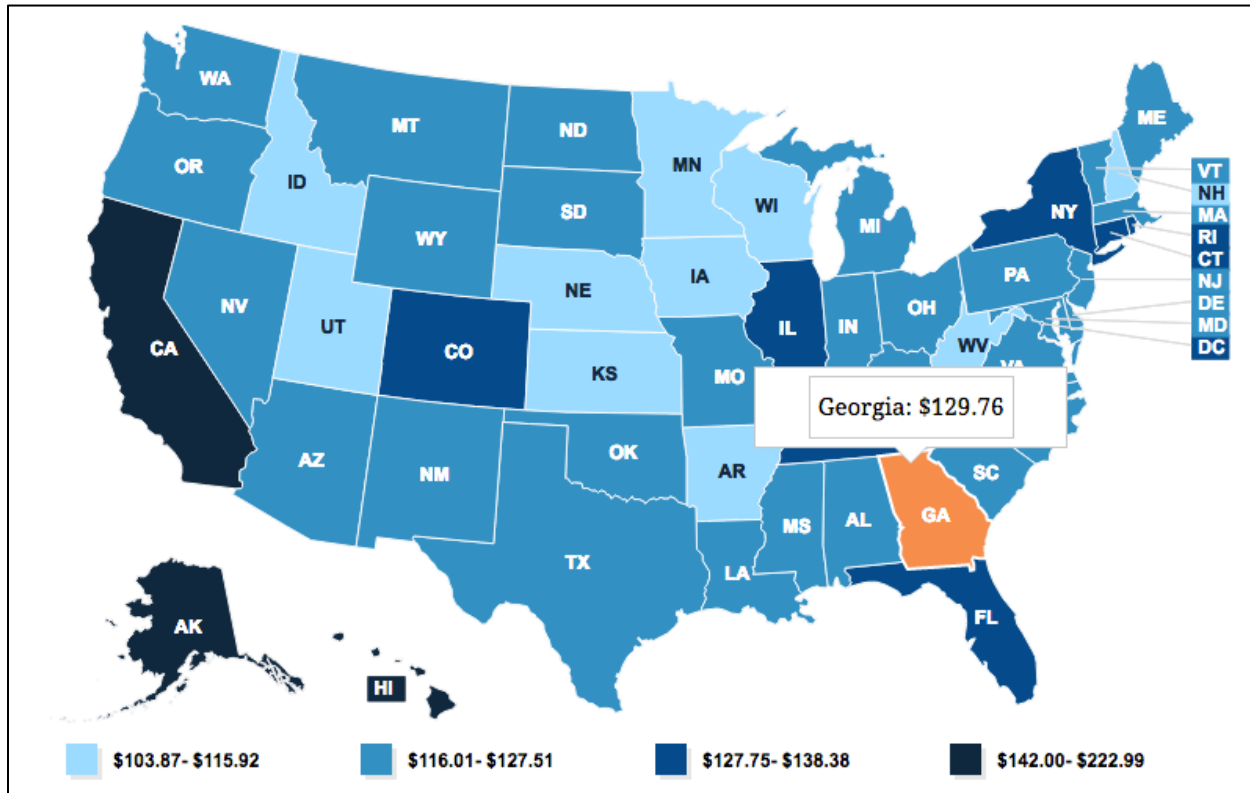 WA
MT
ND
MN
ME
OR
ID
SD
WI
VT
NH
MA
RI
CT
NJ
DE
MD
DC
WY
MI
NY
NE
IA
PA
NV
UT
CO
IL
IN
OH
CA
KS
MO
WV
VA
Georgia: $129.76
AZ
NM
OK
AR
SC
TX
MS
AL
GA
LA
FL
AK
HI
$103.87- $115.92
$116.01- $127.51
$127.75- $138.38
$142.00- $222.99